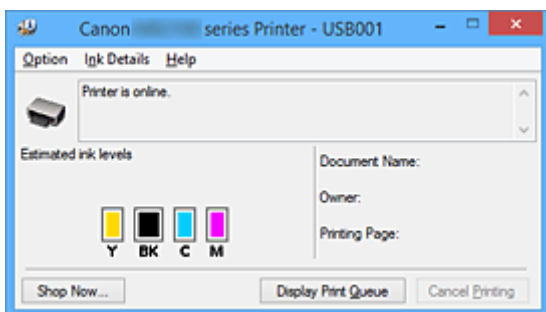 Canon series Printer - USB001
Option Ink Details Help
Printer is online.
Estimated ink levels
Document Name:
Owner:
Printing Page:
Y BK C M
Shop Now... Display Print Queue Cancel Printing